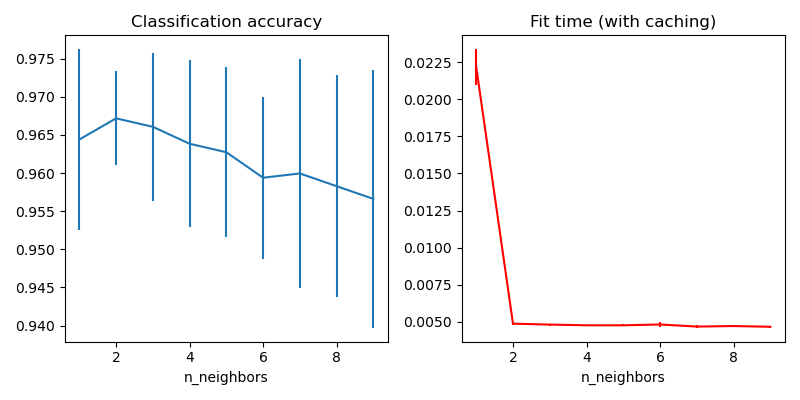 Classification accuracy
0.975
0.970
0.965
0.960
0.955
0.950
0.945
0.940
2 4 6 8
n_neighbors
Fit time (with caching)
0.0225
0.0200
0.0175
0.0150
0.0125
0.0100
0.0075
0.0050
2 4 6 8
n_neighbors